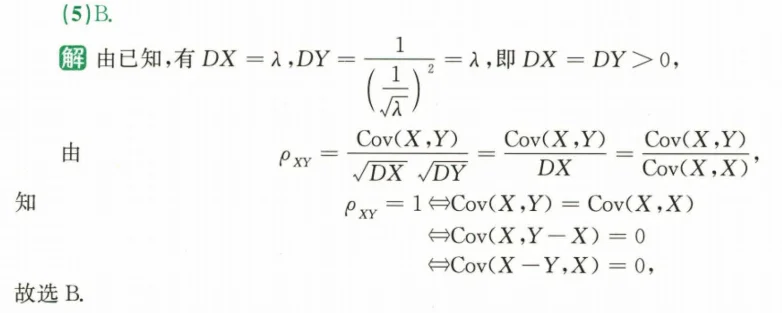 (5)B.
解 由已知,有 DX = λ,DY = 1/(1/√λ)² = λ,即 DX = DY > 0,
由 ρ_XY = Cov(X,Y)/(√DX √DY) = Cov(X,Y)/DX = Cov(X,Y)/Cov(X,X),
知 ρ_XY = 1⇔Cov(X,Y) = Cov(X,X)
⇔Cov(X,Y−X) = 0
⇔Cov(X−Y,X) = 0,
故选 B.